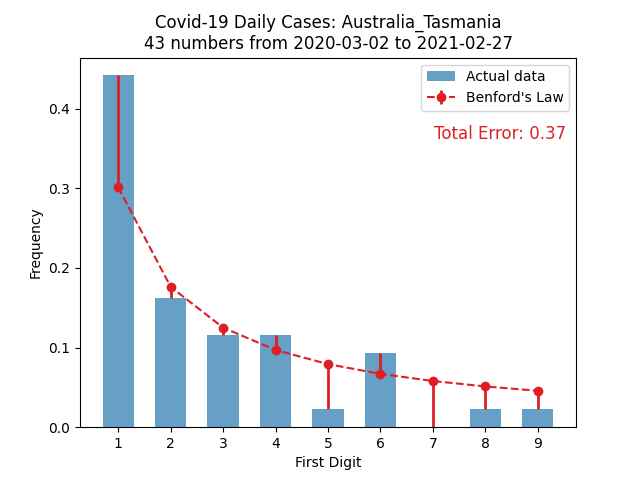 Covid-19 Daily Cases: Australia_Tasmania
43 numbers from 2020-03-02 to 2021-02-27
Actual data
Benford's Law
Total Error: 0.37
Frequency
0.4
0.3
0.2
0.1
0.0
1 2 3 4 5 6 7 8 9
First Digit